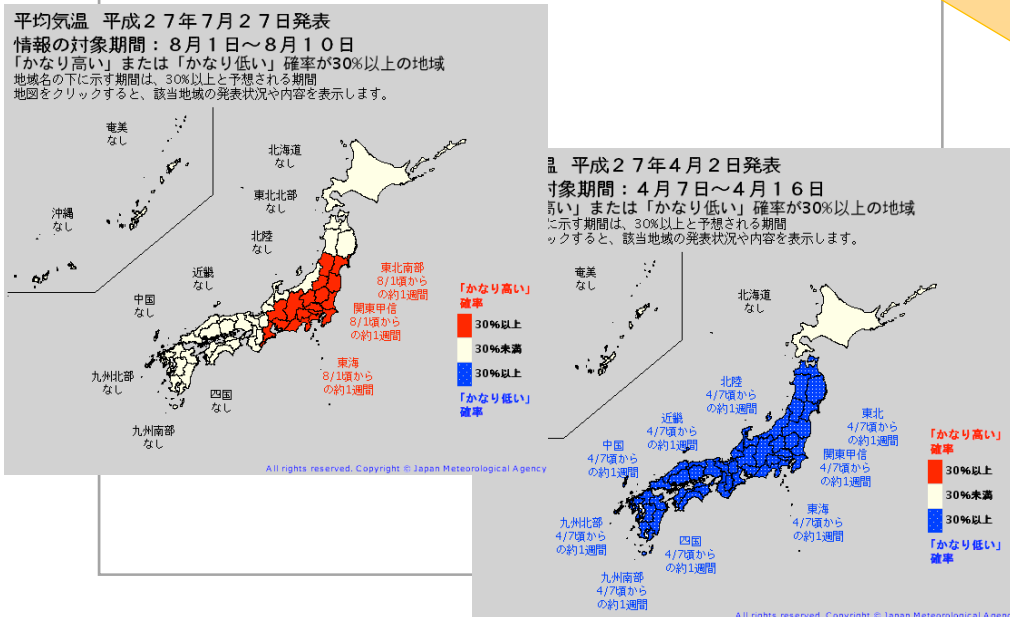 平均気温 平成２７年７月２７日発表
情報の対象期間：８月１日～８月１０日
「かなり高い」または「かなり低い」確率が30%以上の地域
地域名の下に示す期間は、30%以上と予想される期間
地図をクリックすると、該当地域の発表状況や内容を表示します。
奄美
なし
北海道
なし
東北北部
なし
沖縄
なし
北陸
なし
近畿
なし
中国
なし
東北南部
8/1頃から
の約1週間
関東甲信
8/1頃から
の約1週間
東海
8/1頃から
の約1週間
九州北部
なし
四国
なし
九州南部
なし
「かなり高い」
確率
30%以上
30%未満
30%以上
「かなり低い」
確率
All rights reserved. Copyright © Japan Meteorological Agency
温 平成２７年４月２日発表
対象期間：４月７日～４月１６日
高い」または「かなり低い」確率が30%以上の地域
に示す期間は、30%以上と予想される期間
ックすると、該当地域の発表状況や内容を表示します。
奄美
なし
北海道
なし
北陸
4/7頃から
の約1週間
近畿
4/7頃から
の約1週間
中国
4/7頃から
の約1週間
東北
4/7頃から
の約1週間
関東甲信
4/7頃から
の約1週間
東海
4/7頃から
の約1週間
九州北部
4/7頃から
の約1週間
四国
4/7頃から
の約1週間
九州南部
4/7頃から
の約1週間
「かなり高い」
確率
30%以上
30%未満
30%以上
「かなり低い」
確率
All rights reserved. Copyright © Japan Meteorological Agenc